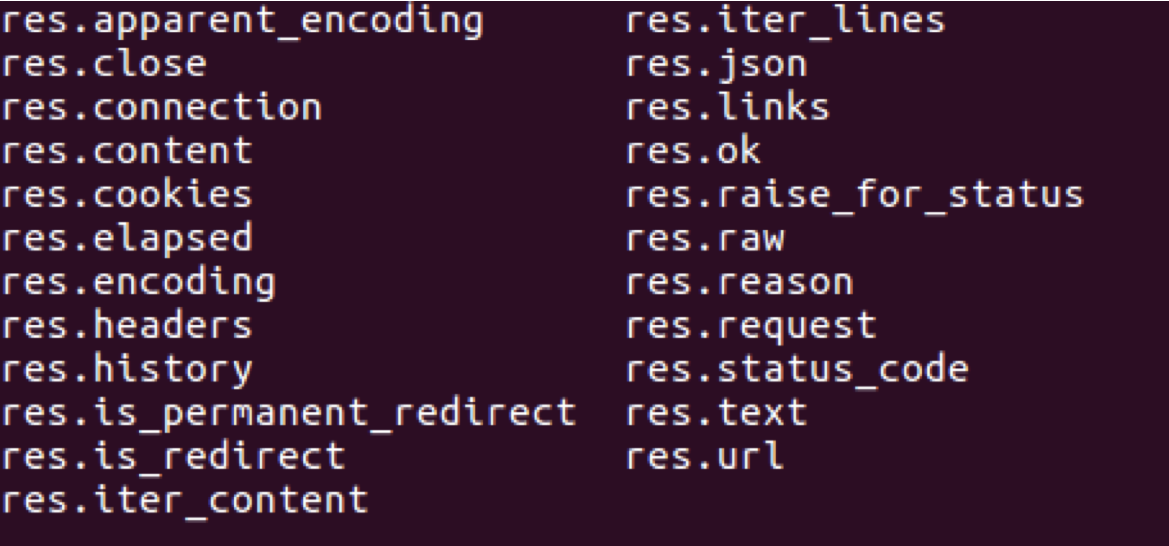 res.apparent_encoding res.iter_lines
res.close res.json
res.connection res.links
res.content res.ok
res.cookies res.raise_for_status
res.elapsed res.raw
res.encoding res.reason
res.headers res.request
res.history res.status_code
res.is_permanent_redirect res.text
res.is_redirect res.url
res.iter_content